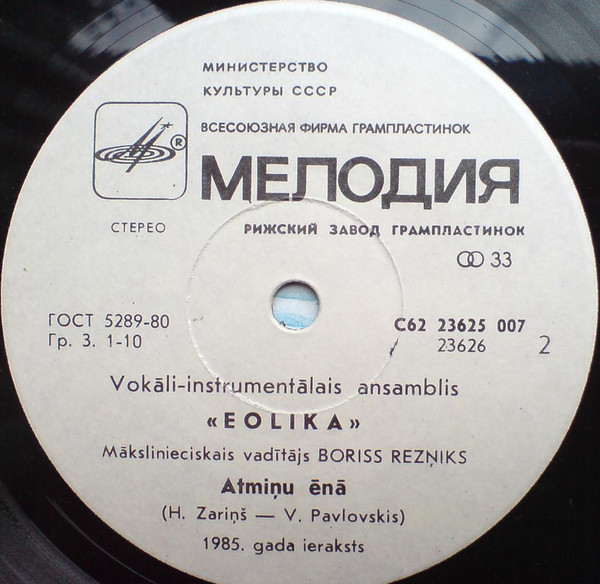 МИНИСТЕРСТВО
КУЛЬТУРЫ СССР
ВСЕСОЮЗНАЯ ФИРМА ГРАМПЛАСТИНОК
®
МЕЛОДИЯ
СТЕРЕО
РИЖСКИЙ ЗАВОД ГРАМПЛАСТИНОК
33
ГОСТ 5289-80
Гр. 3. 1-10
С62 23625 007
23626
2
Vokāli-instrumentālais ansamblis
«EOLIKA»
Mākslinieciskais vadītājs BORISS REZŅIKS
Atmiņu ēnā
(H. Zariņš — V. Pavlovskis)
1985. gada ieraksts